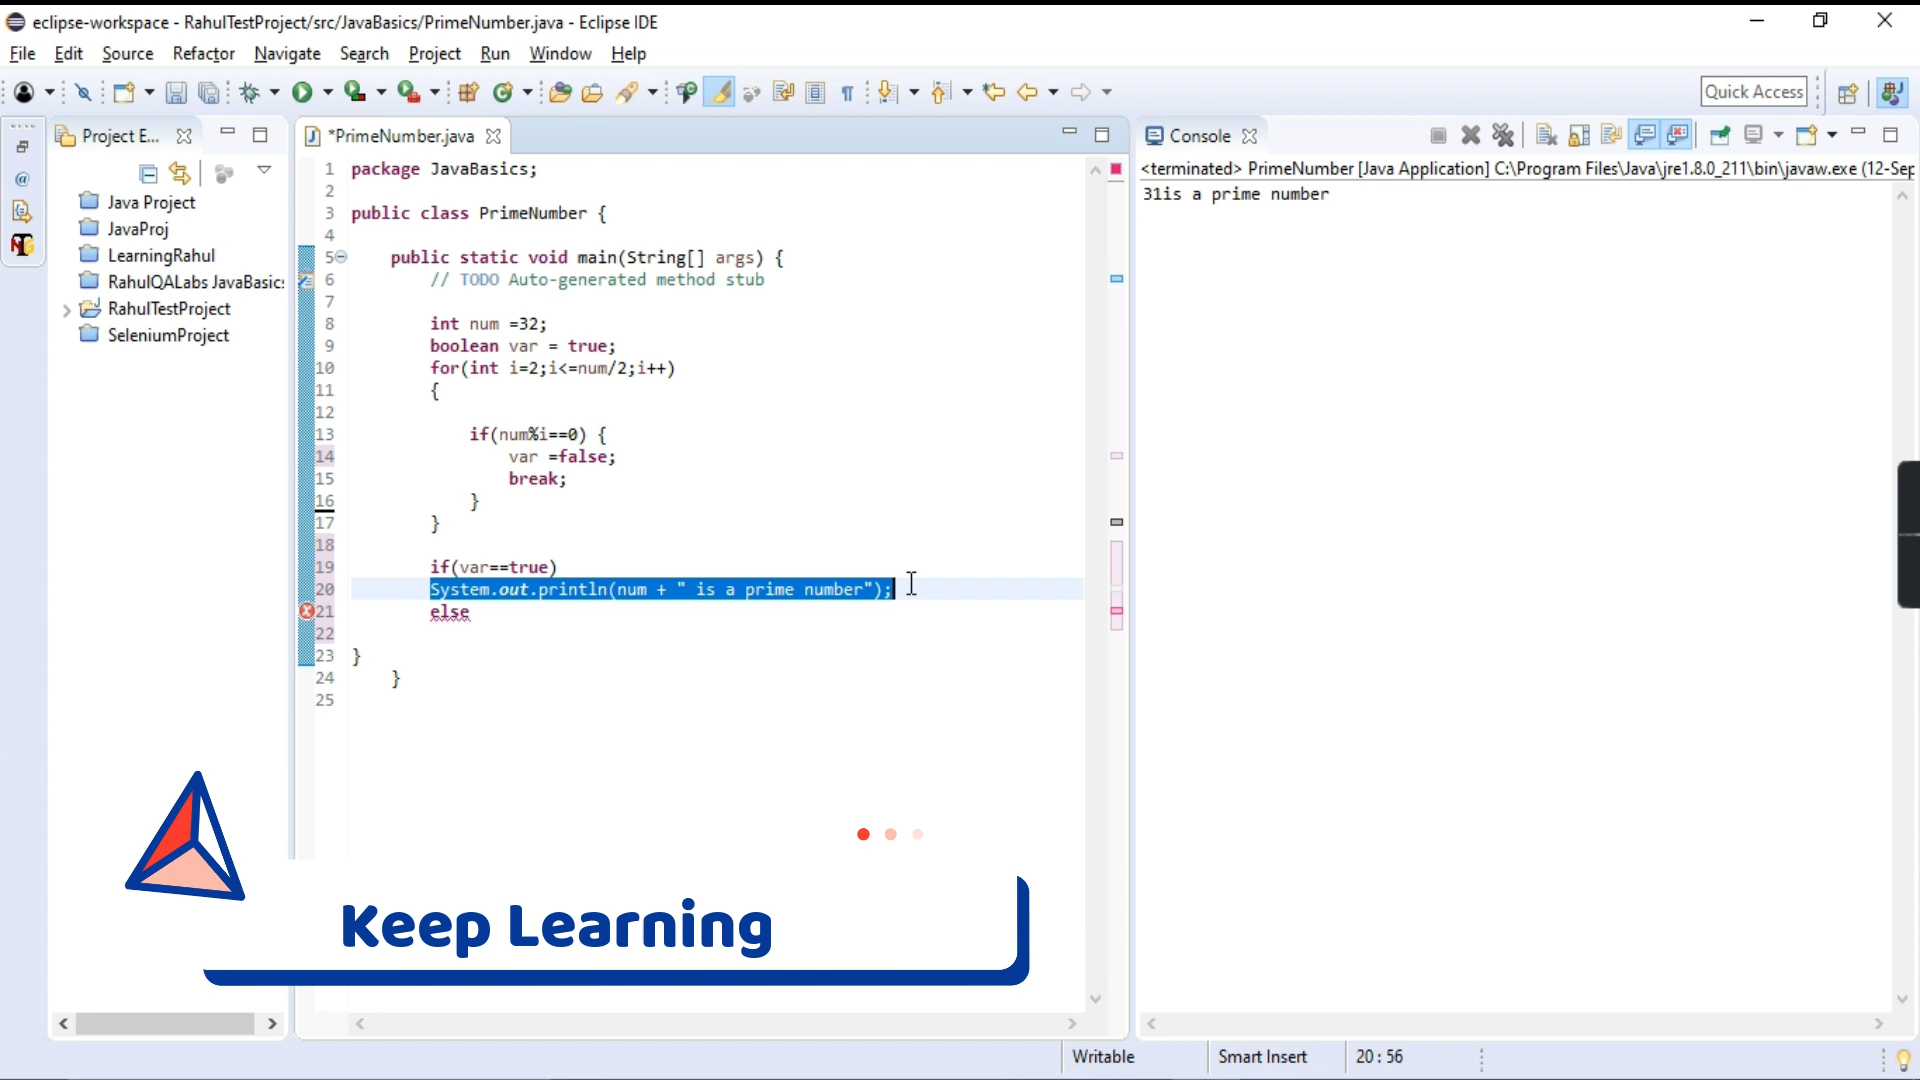 eclipse-workspace - RahulTestProject/src/JavaBasics/PrimeNumber.java - Eclipse IDE
File Edit Source Refactor Navigate Search Project Run Window Help
Quick Access
Project E...
*PrimeNumber.java
Console
Java Project
JavaProj
LearningRahul
RahulQALabs JavaBasic
RahulTestProject
SeleniumProject
1 package JavaBasics;
2
3 public class PrimeNumber {
4
5 public static void main(String[] args) {
6 // TODO Auto-generated method stub
7
8 int num =32;
9 boolean var = true;
10 for(int i=2;i<=num/2;i++)
11 {
12
13 if(num%i==0) {
14 var =false;
15 break;
16 }
17 }
18
19 if(var==true)
20 System.out.println(num + " is a prime number");
21 else
22
23 }
24 }
25
<terminated> PrimeNumber [Java Application] C:\Program Files\Java\jre1.8.0_211\bin\javaw.exe (12-Sep
31is a prime number
Keep Learning
Writable
Smart Insert
20 : 56